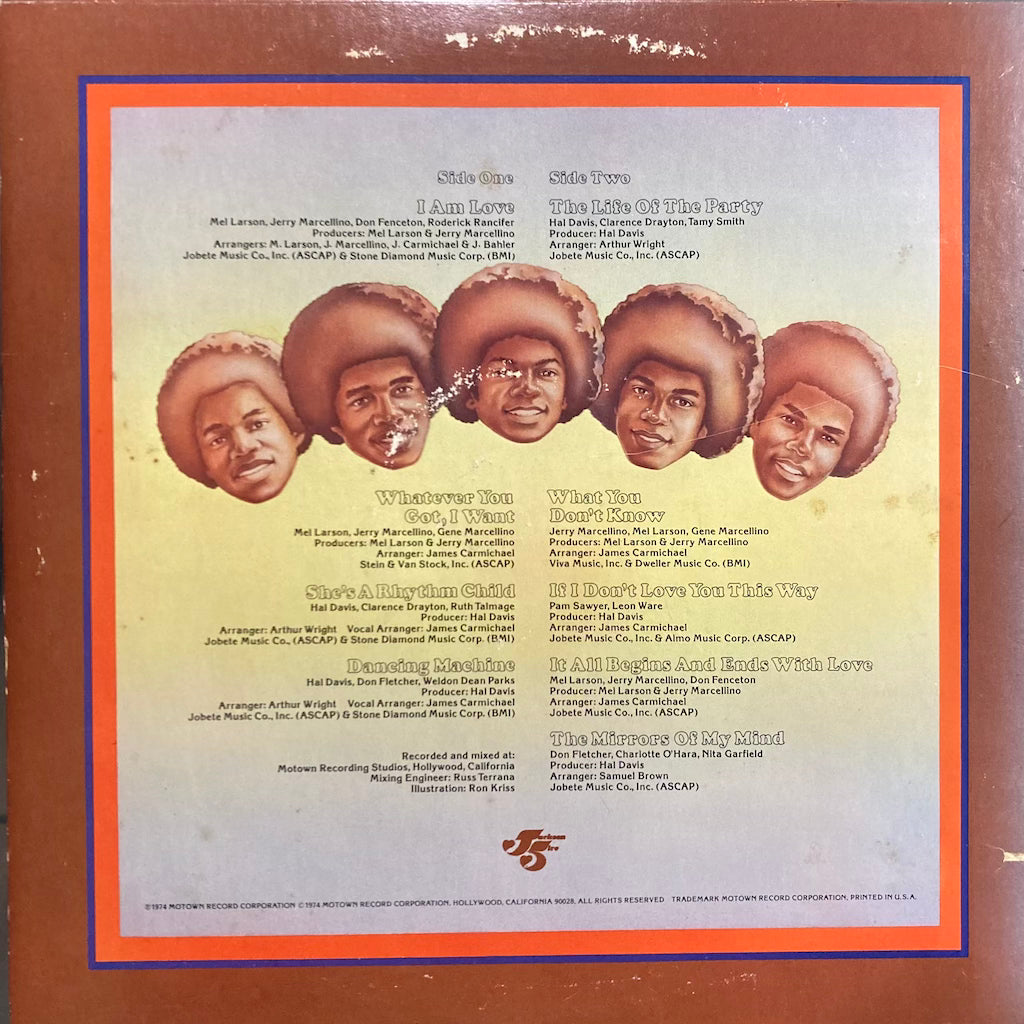 Side One
I Am Love
Mel Larson, Jerry Marcellino, Don Fenceton, Roderick Rancifer
Producers: Mel Larson & Jerry Marcellino
Arrangers: M. Larson, J. Marcellino, J. Carmichael & J. Bahler
Jobete Music Co., Inc. (ASCAP) & Stone Diamond Music Corp. (BMI)
Whatever You
Got, I Want
Mel Larson, Jerry Marcellino, Gene Marcellino
Producers: Mel Larson & Jerry Marcellino
Arranger: James Carmichael
Stein & Van Stock, Inc. (ASCAP)
She's A Rhythm Child
Hal Davis, Clarence Drayton, Ruth Talmage
Producer: Hal Davis
Arranger: Arthur Wright Vocal Arranger: James Carmichael
Jobete Music Co., Inc. (ASCAP) & Stone Diamond Music Corp. (BMI)
Dancing Machine
Hal Davis, Don Fletcher, Weldon Dean Parks
Producer: Hal Davis
Arranger: Arthur Wright Vocal Arranger: James Carmichael
Jobete Music Co., Inc. (ASCAP) & Stone Diamond Music Corp. (BMI)
Recorded and mixed at:
Motown Recording Studios, Hollywood, California
Mixing Engineer: Russ Terrana
Illustration: Ron Kriss
Side Two
The Life Of The Party
Hal Davis, Clarence Drayton, Tamy Smith
Producer: Hal Davis
Arranger: Arthur Wright
Jobete Music Co., Inc. (ASCAP)
What You
Don't Know
Jerry Marcellino, Mel Larson, Gene Marcellino
Producers: Mel Larson & Jerry Marcellino
Arranger: James Carmichael
Viva Music, Inc. & Dweller Music Co. (BMI)
If I Don't Love You This Way
Pam Sawyer, Leon Ware
Producer: Hal Davis
Arranger: James Carmichael
Jobete Music Co., Inc. & Almo Music Corp. (ASCAP)
It All Begins And Ends With Love
Mel Larson, Jerry Marcellino, Don Fenceton
Producer: Mel Larson & Jerry Marcellino
Arranger: James Carmichael
Jobete Music Co., Inc. (ASCAP)
The Mirrors Of My Mind
Don Fletcher, Charlotte O'Hara, Nita Garfield
Producer: Hal Davis
Arranger: Samuel Brown
Jobete Music Co., Inc. (ASCAP)
Jackson 5ive
℗1974 MOTOWN RECORD CORPORATION ©1974 MOTOWN RECORD CORPORATION, HOLLYWOOD, CALIFORNIA 90028, ALL RIGHTS RESERVED TRADEMARK MOTOWN RECORD CORPORATION, PRINTED IN U.S.A.